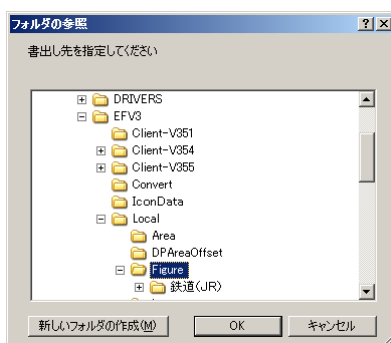 フォルダの参照
書出し先を指定してください
DRIVERS
EFV3
Client-V351
Client-V354
Client-V355
Convert
IconData
Local
Area
DPAreaOffset
Figure
鉄道(JR)
新しいフォルダの作成(M) OK キャンセル